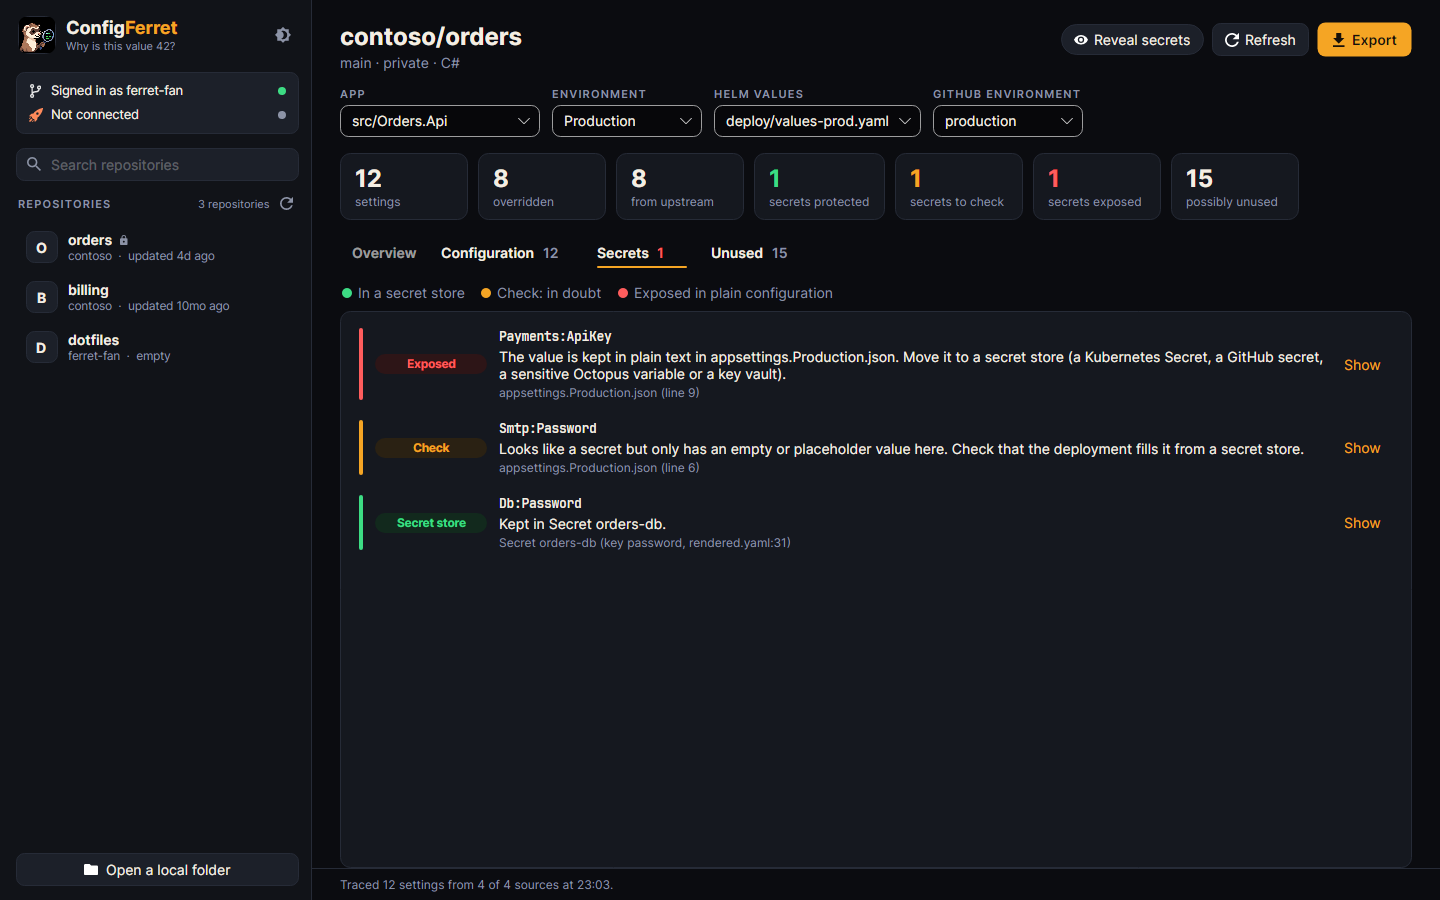 ConfigFerret
Why is this value 42?
Signed in as ferret-fan
Not connected
Search repositories
REPOSITORIES
3 repositories
O
orders
contoso · updated 4d ago
B
billing
contoso · updated 10mo ago
D
dotfiles
ferret-fan · empty
Open a local folder
contoso/orders
main · private · C#
Reveal secrets
Refresh
Export
APP
ENVIRONMENT
HELM VALUES
GITHUB ENVIRONMENT
src/Orders.Api
Production
deploy/values-prod.yaml
production
12
settings
8
overridden
8
from upstream
1
secrets protected
1
secrets to check
1
secrets exposed
15
possibly unused
Overview
Configuration 12
Secrets 1
Unused 15
In a secret store
Check: in doubt
Exposed in plain configuration
Exposed
Payments:ApiKey
The value is kept in plain text in appsettings.Production.json. Move it to a secret store (a Kubernetes Secret, a GitHub secret,
a sensitive Octopus variable or a key vault).
appsettings.Production.json (line 9)
Show
Check
Smtp:Password
Looks like a secret but only has an empty or placeholder value here. Check that the deployment fills it from a secret store.
appsettings.Production.json (line 6)
Show
Secret store
Db:Password
Kept in Secret orders-db.
Secret orders-db (key password, rendered.yaml:31)
Show
Traced 12 settings from 4 of 4 sources at 23:03.